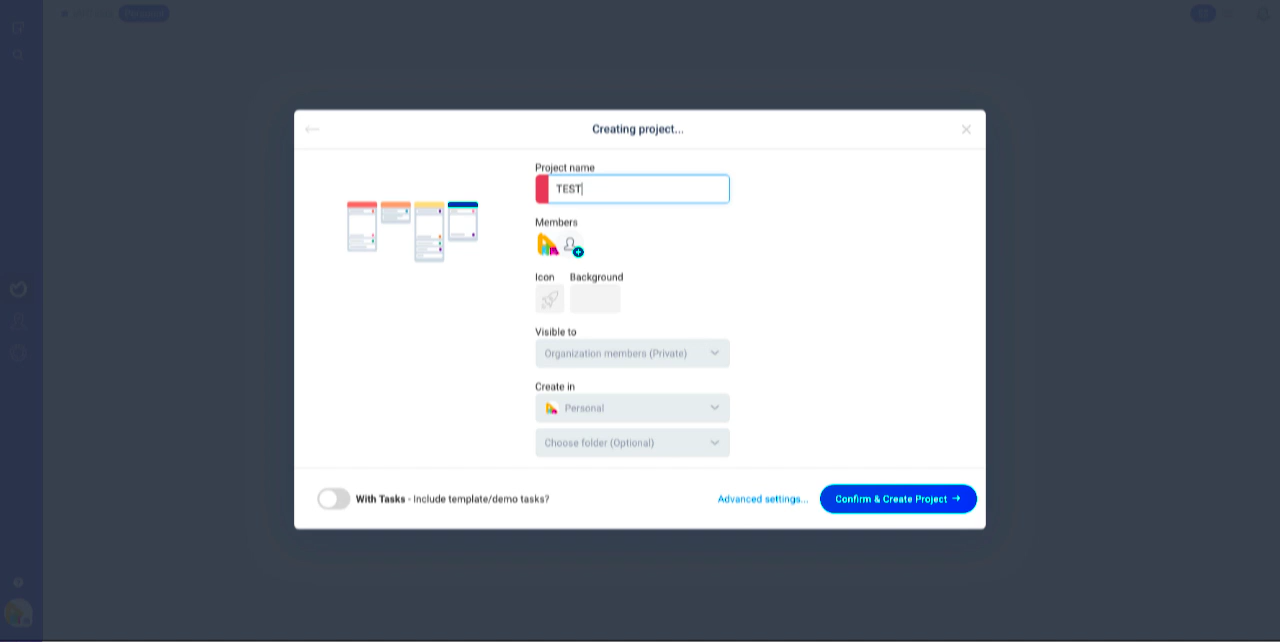 Creating project...
Project name
TEST
Members
Icon Background
Visible to
Organization members (Private)
Create in
Personal
Choose folder (Optional)
With Tasks - Include template/demo tasks?
Advanced settings...
Confirm & Create Project →